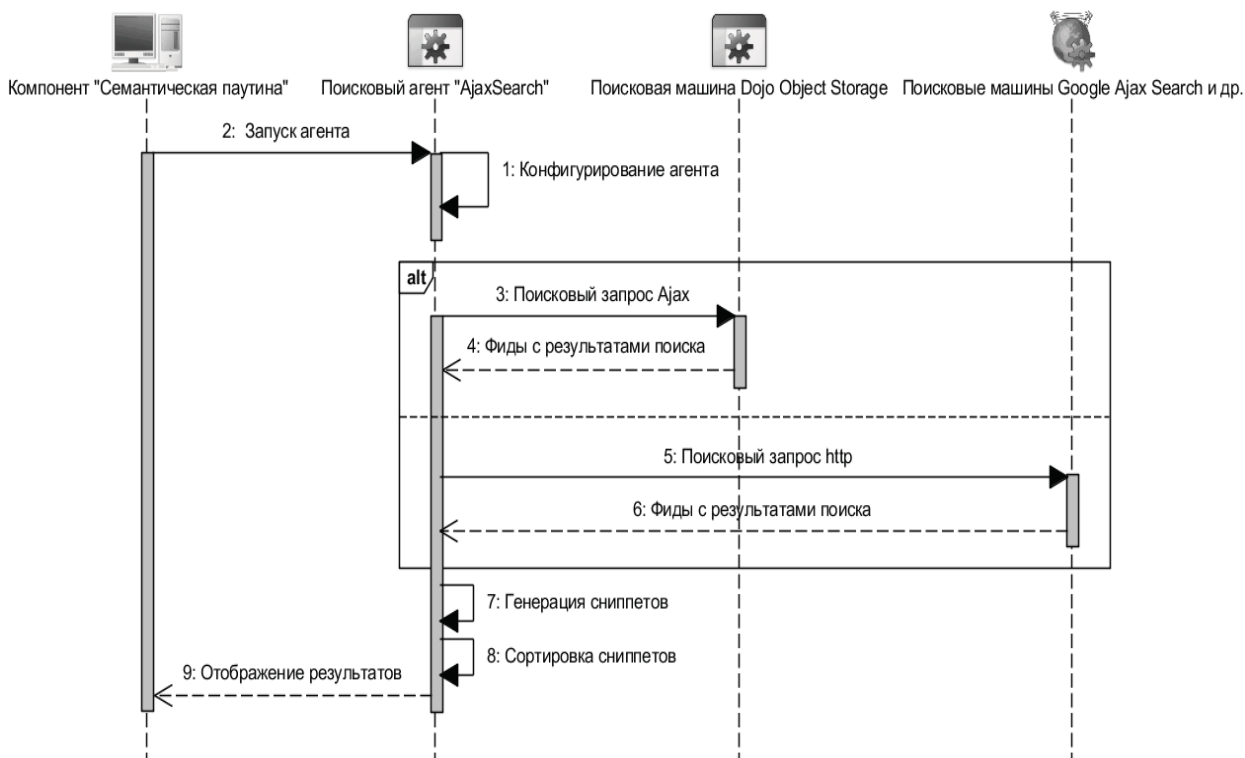 Компонент "Семантическая паутина"
Поисковый агент "AjaxSearch"
Поисковая машина Dojo Object Storage
Поисковые машины Google Ajax Search и др.
2: Запуск агента
1: Конфигурирование агента
alt
3: Поисковый запрос Ajax
4: Фиды с результатами поиска
5: Поисковый запрос http
6: Фиды с результатами поиска
7: Генерация сниппетов
8: Сортировка сниппетов
9: Отображение результатов